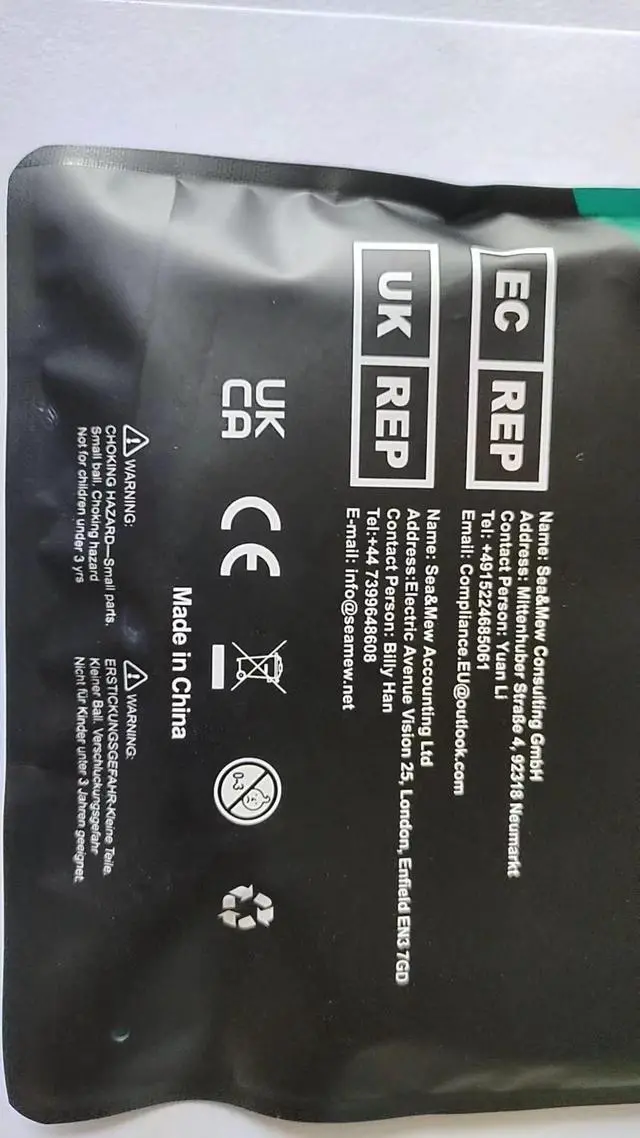 EC REP
Name: Sea&Mew Consulting GmbH
Address: Mittenhuber Straße 4, 92318 Neumarkt
Contact Person: Yuan Li
Tel: +4915224685061
Email: Compliance.EU@outlook.com
UK REP
Name: Sea&Mew Accounting Ltd
Address:Electric Avenue Vision 25, London, Enfield EN3 7GD
Contact Person: Billy Han
Tel:+44 7399648608
E-mail: info@seamew.net
UK
CA
CE
0-3
Made in China
WARNING:
CHOKING HAZARD—Small parts.
Small ball. Choking hazard
Not for children under 3 yrs
WARNING:
ERSTICKUNGSGEFAHR-Kleine Teile.
Kleiner Ball. Verschluckungsgefahr
Nicht für Kinder unter 3 Jahren geeignet.